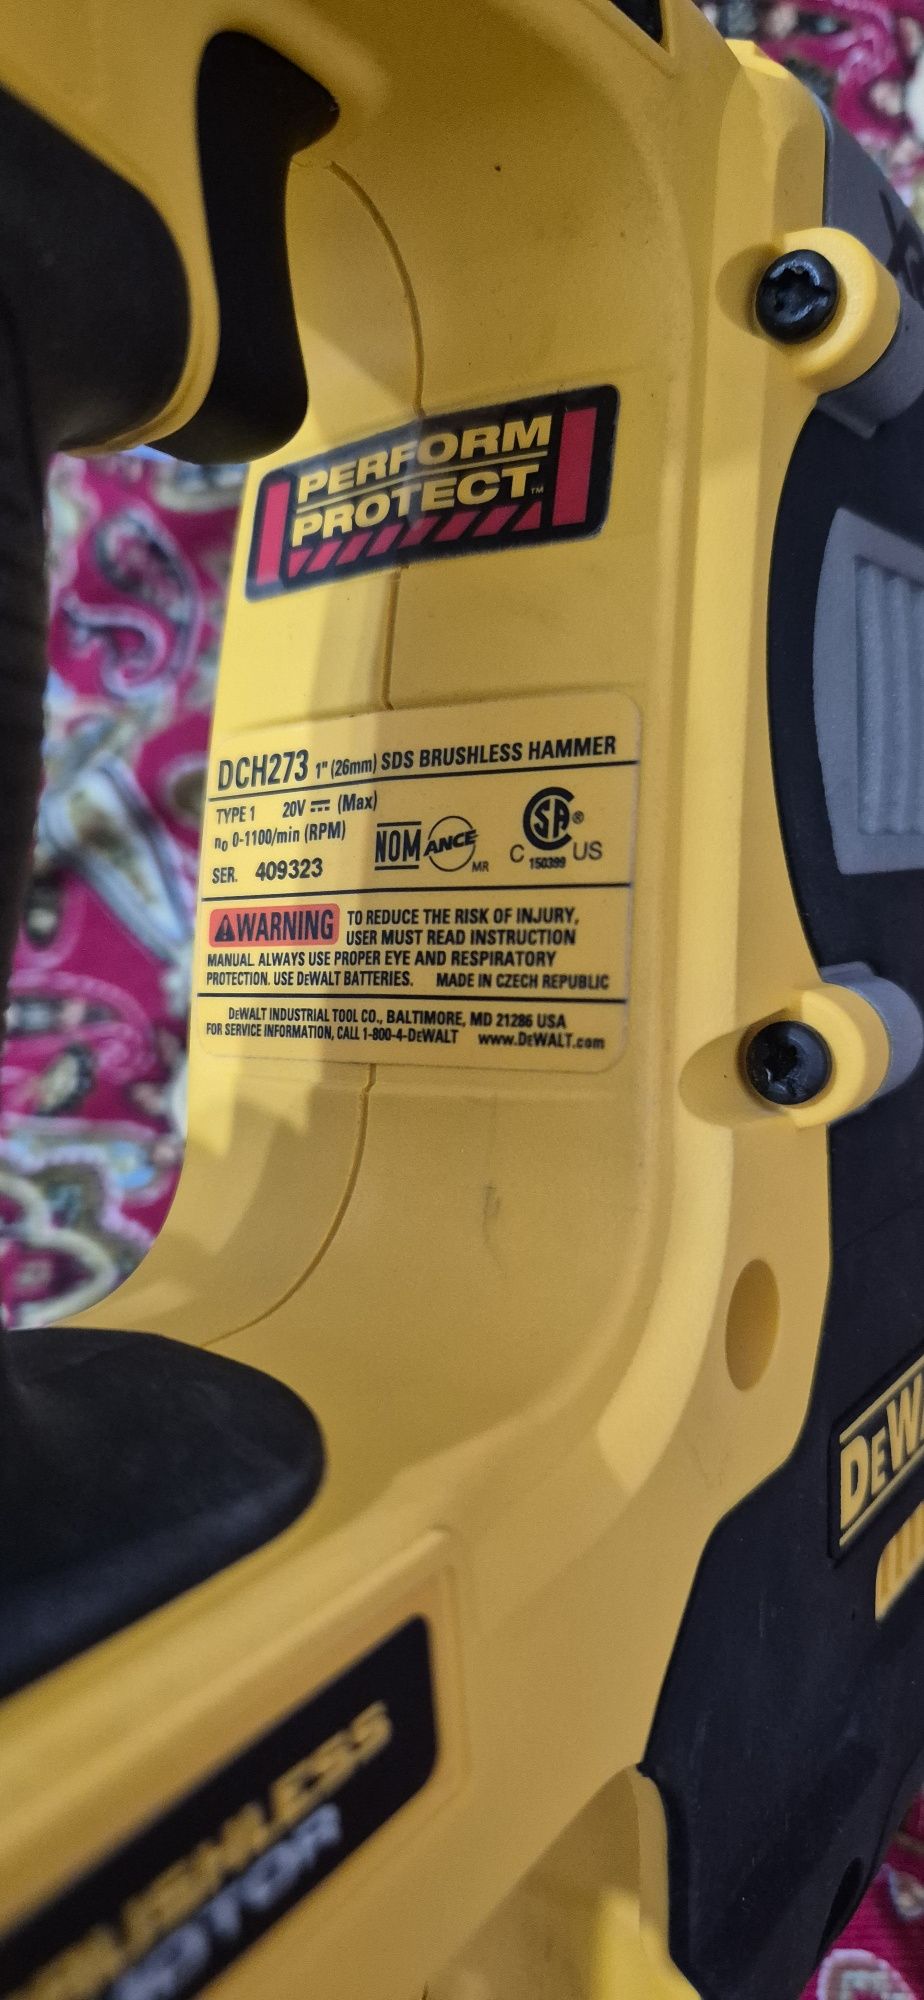 PERFORM
PROTECT™
DCH273 1" (26mm) SDS BRUSHLESS HAMMER
TYPE 1 20V ⎓ (Max)
n₀ 0-1100/min (RPM)
SER. 409323
NOM ANCE MR
CSA®
C 150399 US
WARNING TO REDUCE THE RISK OF INJURY,
USER MUST READ INSTRUCTION
MANUAL. ALWAYS USE PROPER EYE AND RESPIRATORY
PROTECTION. USE DEWALT BATTERIES. MADE IN CZECH REPUBLIC
DEWALT INDUSTRIAL TOOL CO., BALTIMORE, MD 21286 USA
FOR SERVICE INFORMATION, CALL 1-800-4-DEWALT www.DEWALT.com
DEWA
BRUSHLESS
MOTOR